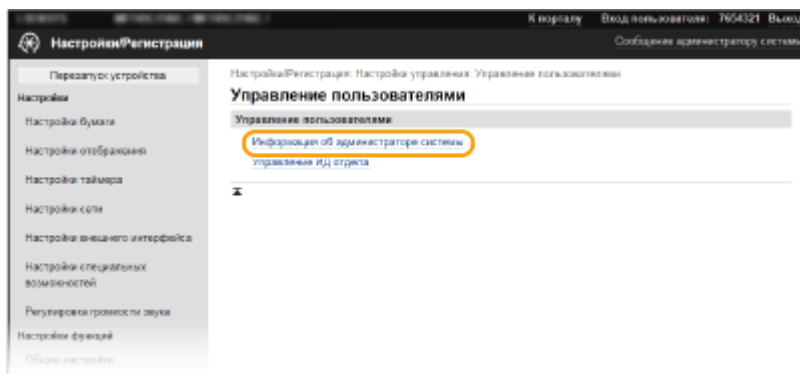 К порталу Вход пользователя: 7654321 Выход
Настройки/Регистрация
Сообщение администратору системы
Перезапуск устройства
Настройки
Настройки бумаги
Настройки отображения
Настройки таймера
Настройки сети
Настройки внешнего интерфейса
Настройки специальных
возможностей
Регулировка громкости звука
Настройки функций
Общие настройки
Настройки/Регистрация: Настройка управления: Управление пользователями
Управление пользователями
Управление пользователями
Информация об администраторе системы
Управление ИД отдела